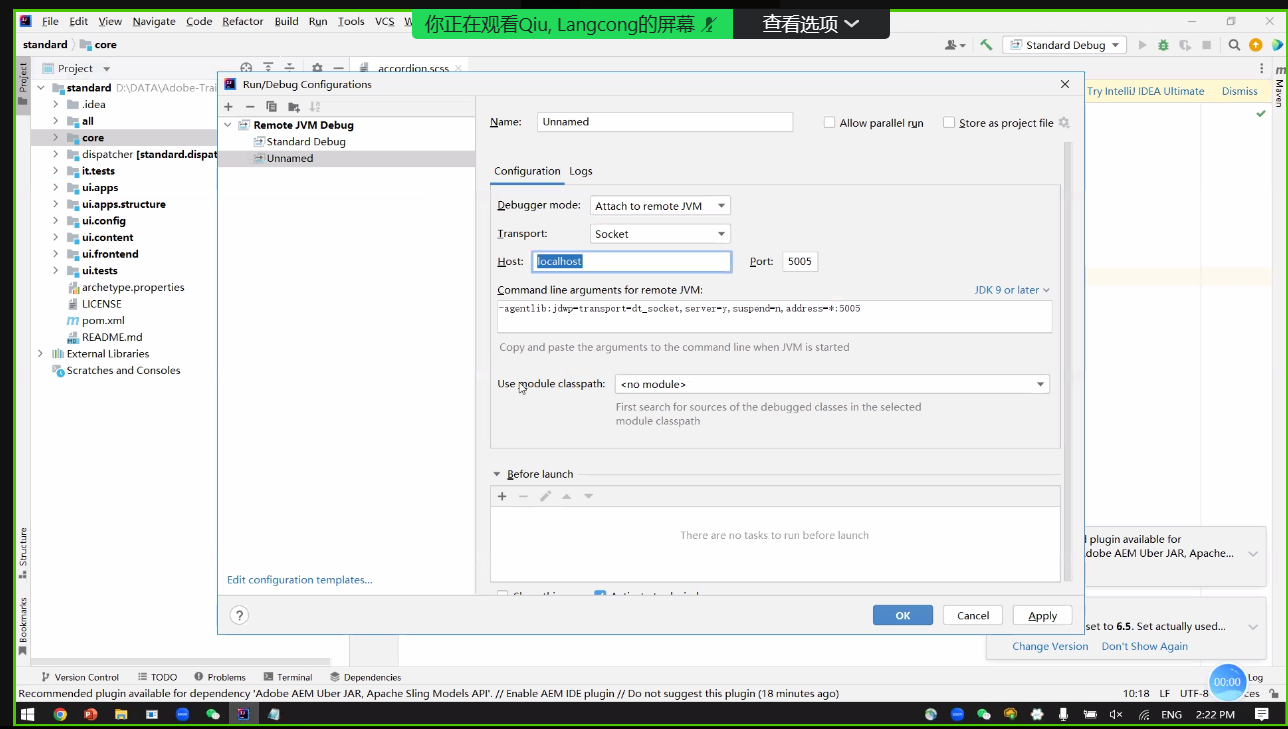 File Edit View Navigate Code Refactor Build Run Tools VCS
你正在观看Qiu, Langcong的屏幕
查看选项
standard core
Standard Debug
Project
accordion.scss
Project
standard D:\DATA\Adobe-Trai
.idea
all
core
dispatcher [standard.dispat
it.tests
ui.apps
ui.apps.structure
ui.config
ui.content
ui.frontend
ui.tests
archetype.properties
LICENSE
pom.xml
README.md
External Libraries
Scratches and Consoles
Structure
Bookmarks
Maven
Try IntelliJ IDEA Ultimate Dismiss
Run/Debug Configurations
Remote JVM Debug
Standard Debug
Unnamed
Edit configuration templates...
Name: Unnamed
Allow parallel run
Store as project file
Configuration Logs
Debugger mode: Attach to remote JVM
Transport: Socket
Host: localhost Port: 5005
Command line arguments for remote JVM: JDK 9 or later
-agentlib:jdwp=transport=dt_socket,server=y,suspend=n,address=*:5005
Copy and paste the arguments to the command line when JVM is started
Use module classpath: <no module>
First search for sources of the debugged classes in the selected
module classpath
Before launch
There are no tasks to run before launch
OK Cancel Apply
plugin available for
dobe AEM Uber JAR, Apache...
set to 6.5. Set actually used...
Change Version Don't Show Again
Version Control TODO Problems Terminal Dependencies
Log
00:00
Recommended plugin available for dependency 'Adobe AEM Uber JAR, Apache Sling Models API'. // Enable AEM IDE plugin // Do not suggest this plugin (18 minutes ago)
10:18 LF UTF-8
ENG 2:22 PM